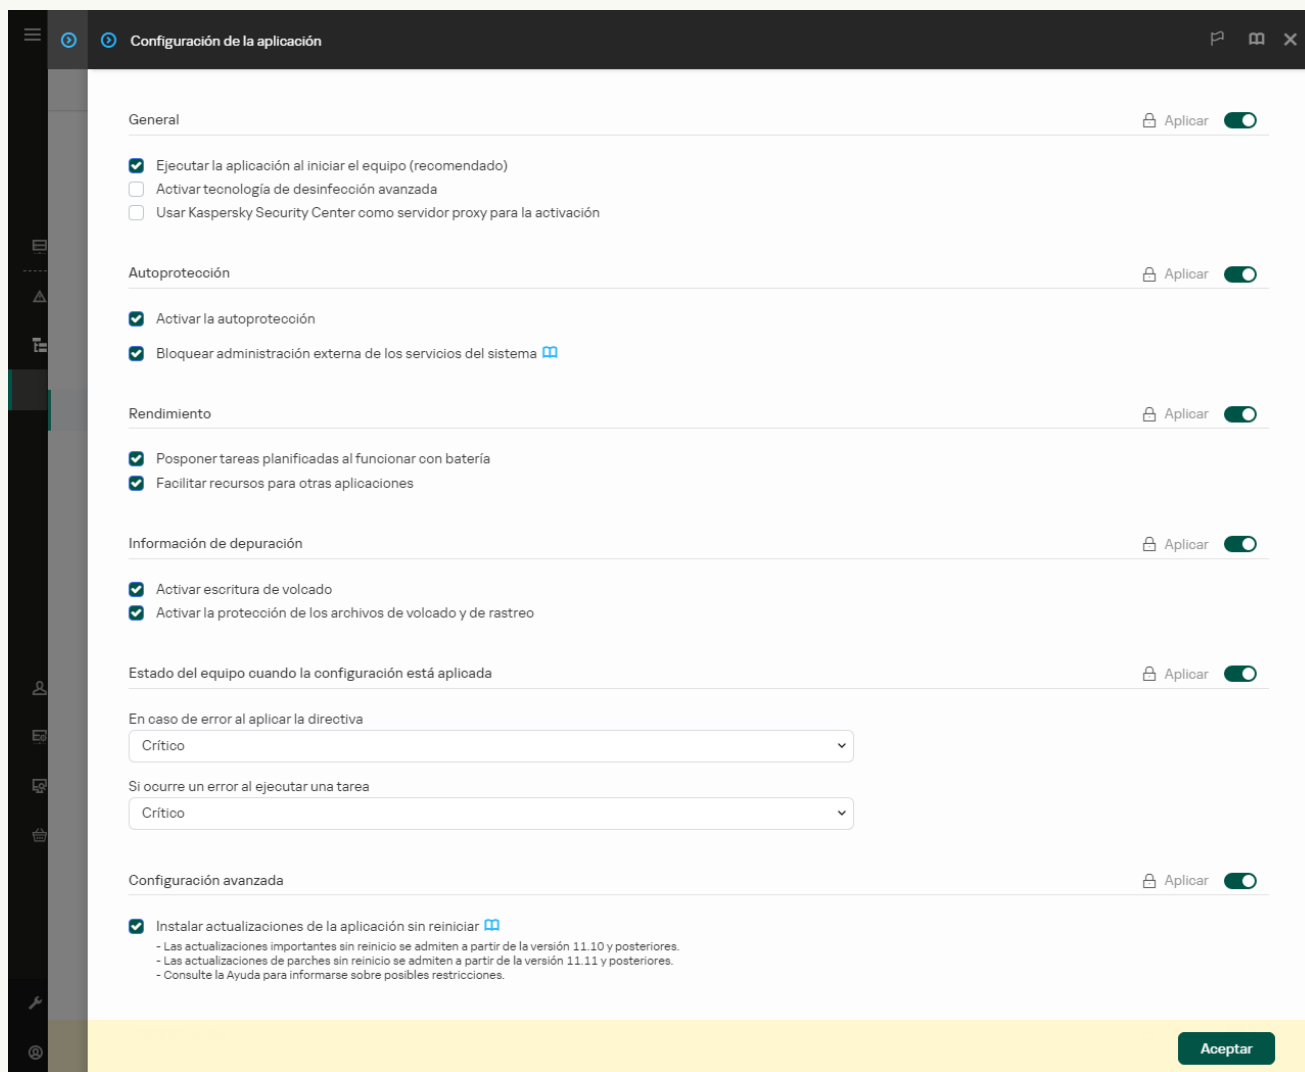 Configuración de la aplicación
General
Aplicar
Ejecutar la aplicación al iniciar el equipo (recomendado)
Activar tecnología de desinfección avanzada
Usar Kaspersky Security Center como servidor proxy para la activación
Autoprotección
Aplicar
Activar la autoprotección
Bloquear administración externa de los servicios del sistema
Rendimiento
Aplicar
Posponer tareas planificadas al funcionar con batería
Facilitar recursos para otras aplicaciones
Información de depuración
Aplicar
Activar escritura de volcado
Activar la protección de los archivos de volcado y de rastreo
Estado del equipo cuando la configuración está aplicada
Aplicar
En caso de error al aplicar la directiva
Crítico
Si ocurre un error al ejecutar una tarea
Crítico
Configuración avanzada
Aplicar
Instalar actualizaciones de la aplicación sin reiniciar
- Las actualizaciones importantes sin reinicio se admiten a partir de la versión 11.10 y posteriores.
- Las actualizaciones de parches sin reinicio se admiten a partir de la versión 11.11 y posteriores.
- Consulte la Ayuda para informarse sobre posibles restricciones.
Aceptar